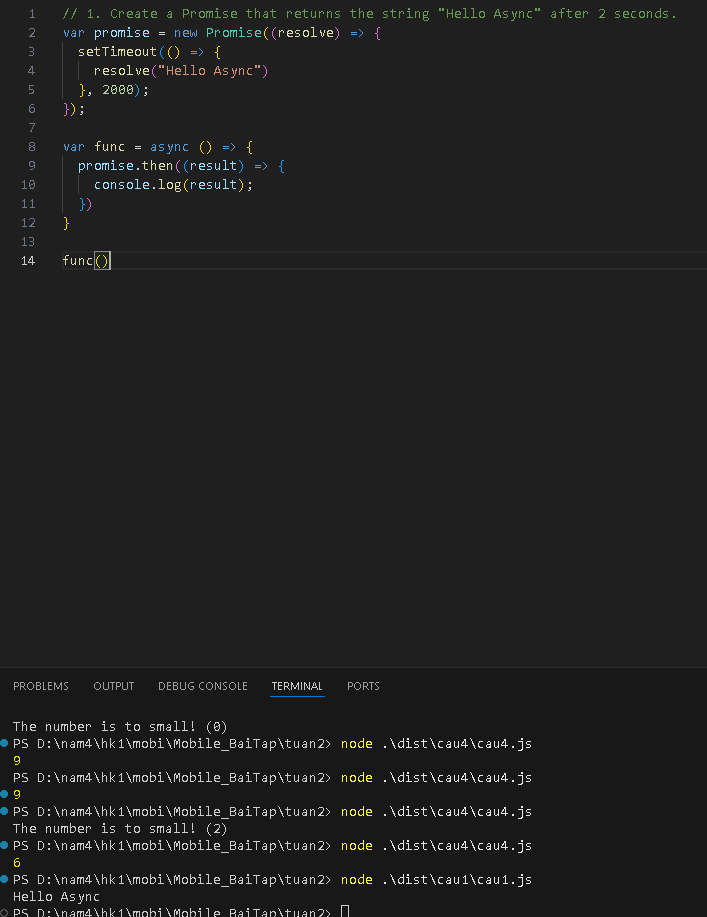 1 // 1. Create a Promise that returns the string "Hello Async" after 2 seconds.
2 var promise = new Promise((resolve) => {
3   setTimeout(() => {
4     resolve("Hello Async")
5   }, 2000);
6 });
7
8 var func = async () => {
9   promise.then((result) => {
10     console.log(result);
11   })
12 }
13
14 func()
PROBLEMS OUTPUT DEBUG CONSOLE TERMINAL PORTS
The number is to small! (0)
PS D:\nam4\hk1\mobi\Mobile_BaiTap\tuan2> node .\dist\cau4\cau4.js
9
PS D:\nam4\hk1\mobi\Mobile_BaiTap\tuan2> node .\dist\cau4\cau4.js
9
PS D:\nam4\hk1\mobi\Mobile_BaiTap\tuan2> node .\dist\cau4\cau4.js
The number is to small! (2)
PS D:\nam4\hk1\mobi\Mobile_BaiTap\tuan2> node .\dist\cau4\cau4.js
6
PS D:\nam4\hk1\mobi\Mobile_BaiTap\tuan2> node .\dist\cau1\cau1.js
Hello Async
PS D:\nam4\hk1\mobi\Mobile_BaiTap\tuan2>